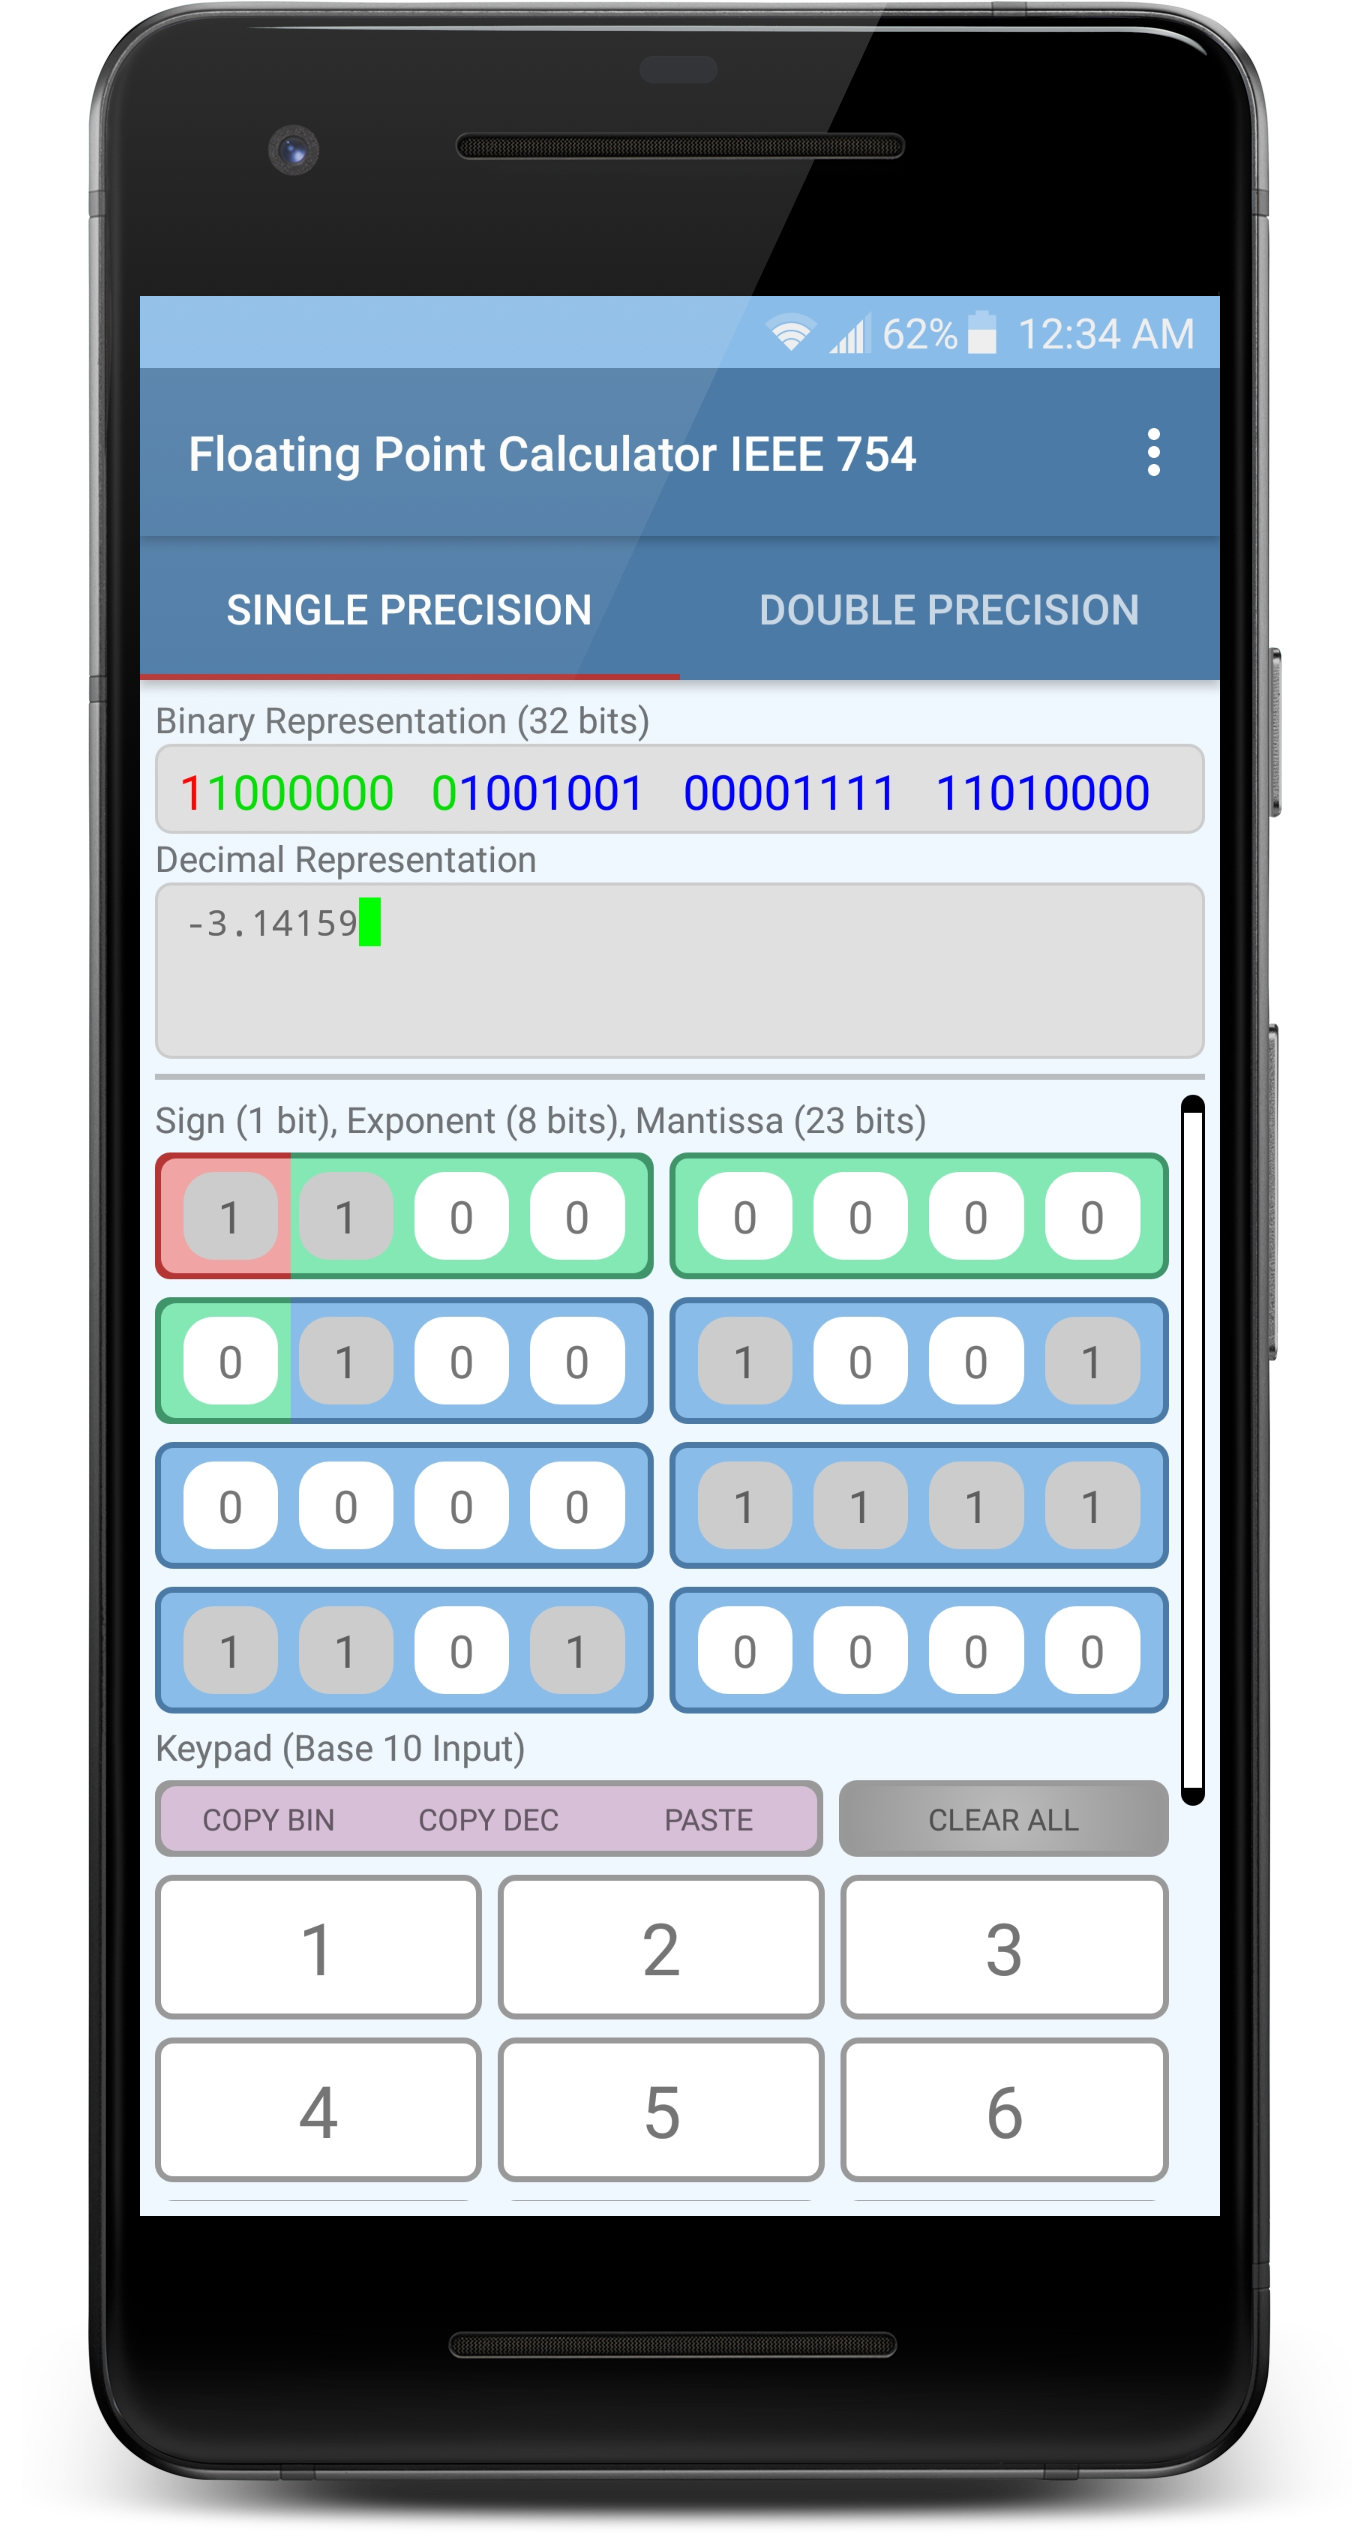 62% 12:34 AM
Floating Point Calculator IEEE 754
SINGLE PRECISION DOUBLE PRECISION
Binary Representation (32 bits)
11000000 01001001 00001111 11010000
Decimal Representation
-3.14159
Sign (1 bit), Exponent (8 bits), Mantissa (23 bits)
1 1 0 0 0 0 0 0
0 1 0 0 1 0 0 1
0 0 0 0 1 1 1 1
1 1 0 1 0 0 0 0
Keypad (Base 10 Input)
COPY BIN COPY DEC PASTE CLEAR ALL
1 2 3
4 5 6